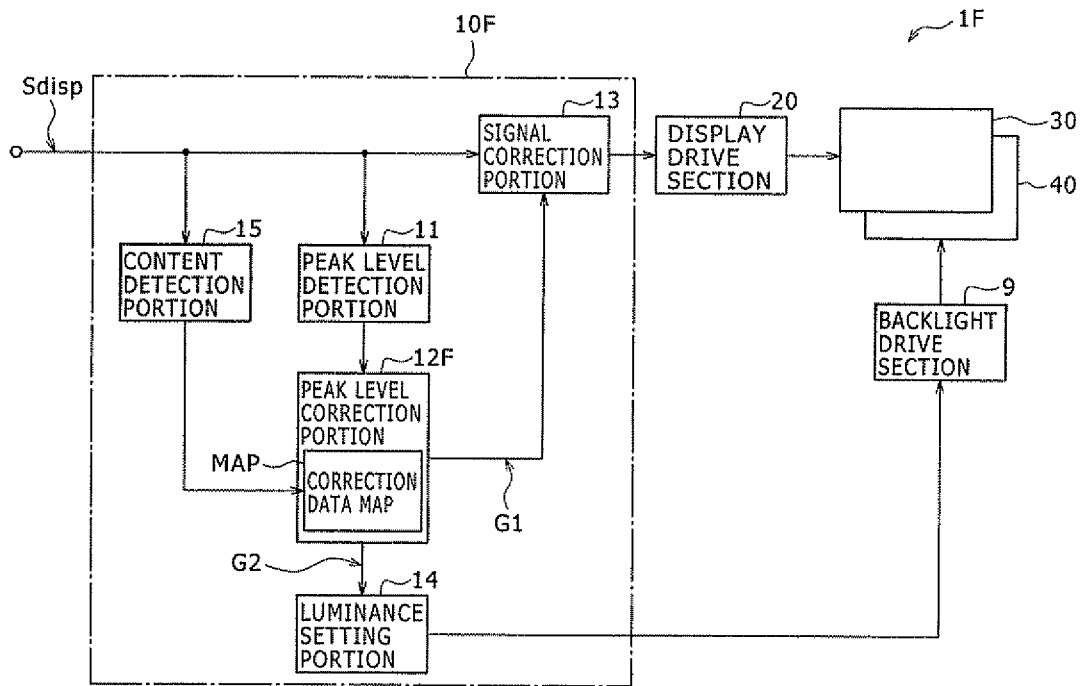 10F
1F
Sdisp
13
SIGNAL
CORRECTION
PORTION
20
DISPLAY
DRIVE
SECTION
30
40
15
CONTENT
DETECTION
PORTION
11
PEAK LEVEL
DETECTION
PORTION
9
BACKLIGHT
DRIVE
SECTION
12F
PEAK LEVEL
CORRECTION
PORTION
MAP
CORRECTION
DATA MAP
G1
G2
14
LUMINANCE
SETTING
PORTION